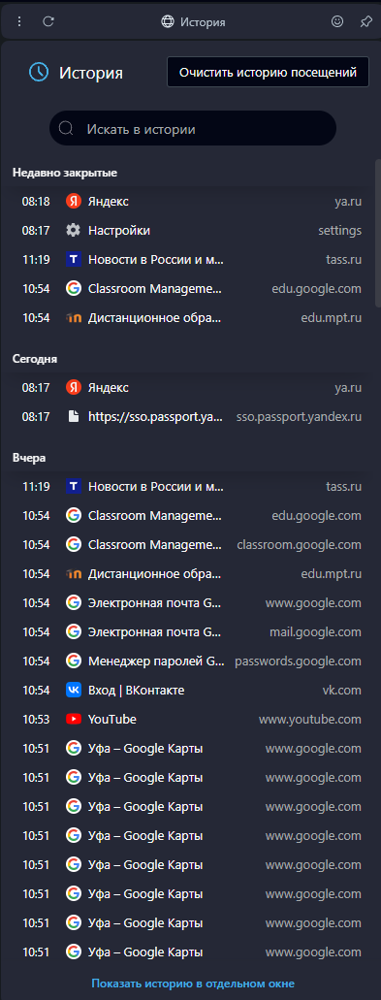 История
История
Очистить историю посещений
Искать в истории
Недавно закрытые
08:18 Яндекс ya.ru
08:17 Настройки settings
11:19 Новости в России и м... tass.ru
10:54 Classroom Manageme... edu.google.com
10:54 Дистанционное обра... edu.mpt.ru
Сегодня
08:17 Яндекс ya.ru
08:17 https://sso.passport.ya... sso.passport.yandex.ru
Вчера
11:19 Новости в России и м... tass.ru
10:54 Classroom Manageme... edu.google.com
10:54 Classroom Manageme... classroom.google.com
10:54 Дистанционное обра... edu.mpt.ru
10:54 Электронная почта G... www.google.com
10:54 Электронная почта G... mail.google.com
10:54 Менеджер паролей G... passwords.google.com
10:54 Вход | ВКонтакте vk.com
10:53 YouTube www.youtube.com
10:51 Уфа – Google Карты www.google.com
10:51 Уфа – Google Карты www.google.com
10:51 Уфа – Google Карты www.google.com
10:51 Уфа – Google Карты www.google.com
10:51 Уфа – Google Карты www.google.com
10:51 Уфа – Google Карты www.google.com
10:51 Уфа – Google Карты www.google.com
10:51 Уфа – Google Карты www.google.com
Показать историю в отдельном окне